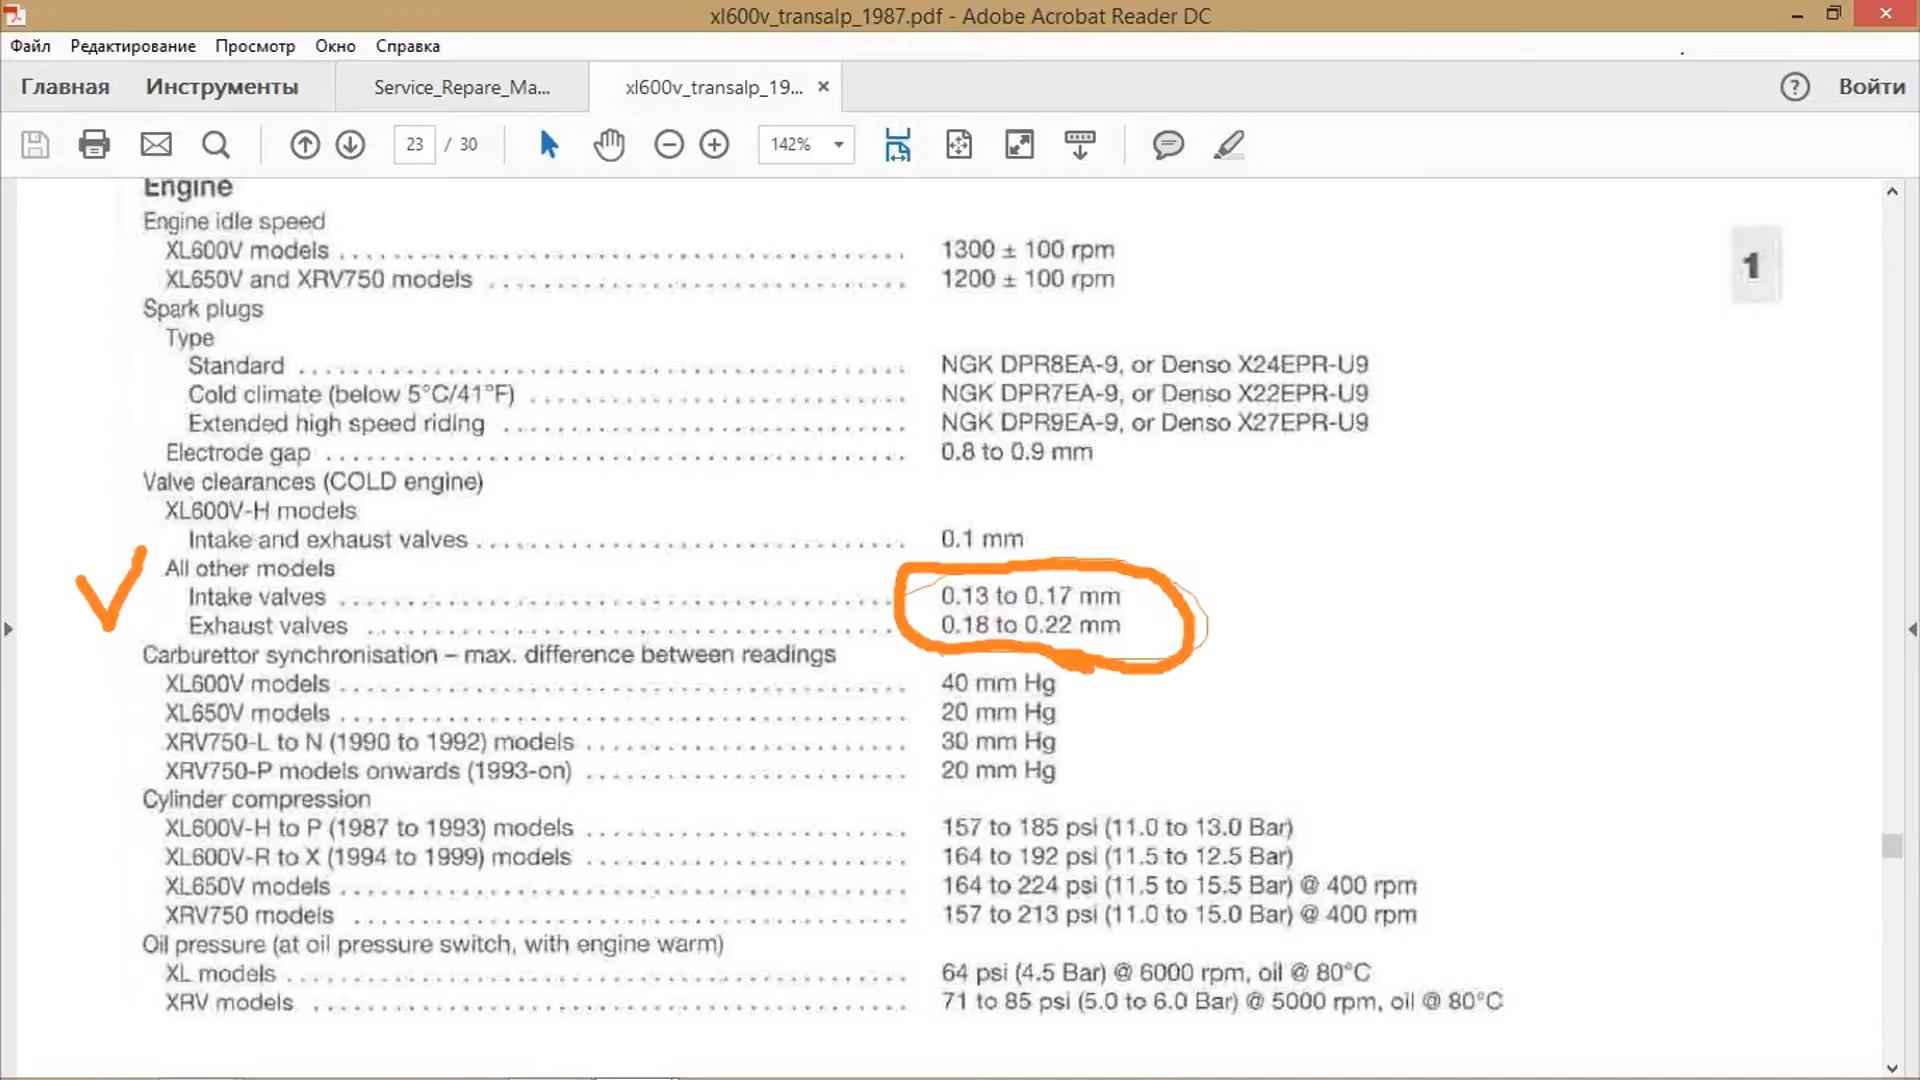 xl600v_transalp_1987.pdf - Adobe Acrobat Reader DC
Файл Редактирование Просмотр Окно Справка
Главная Инструменты Service_Repare_Ma... xl600v_transalp_19... Войти
23 / 30 142%
Engine
1
Engine idle speed
XL600V models 1300 ± 100 rpm
XL650V and XRV750 models 1200 ± 100 rpm
Spark plugs
Type
Standard NGK DPR8EA-9, or Denso X24EPR-U9
Cold climate (below 5°C/41°F) NGK DPR7EA-9, or Denso X22EPR-U9
Extended high speed riding NGK DPR9EA-9, or Denso X27EPR-U9
Electrode gap 0.8 to 0.9 mm
Valve clearances (COLD engine)
XL600V-H models
Intake and exhaust valves 0.1 mm
All other models
Intake valves 0.13 to 0.17 mm
Exhaust valves 0.18 to 0.22 mm
Carburettor synchronisation – max. difference between readings
XL600V models 40 mm Hg
XL650V models 20 mm Hg
XRV750-L to N (1990 to 1992) models 30 mm Hg
XRV750-P models onwards (1993-on) 20 mm Hg
Cylinder compression
XL600V-H to P (1987 to 1993) models 157 to 185 psi (11.0 to 13.0 Bar)
XL600V-R to X (1994 to 1999) models 164 to 192 psi (11.5 to 12.5 Bar)
XL650V models 164 to 224 psi (11.5 to 15.5 Bar) @ 400 rpm
XRV750 models 157 to 213 psi (11.0 to 15.0 Bar) @ 400 rpm
Oil pressure (at oil pressure switch, with engine warm)
XL models 64 psi (4.5 Bar) @ 6000 rpm, oil @ 80°C
XRV models 71 to 85 psi (5.0 to 6.0 Bar) @ 5000 rpm, oil @ 80°C